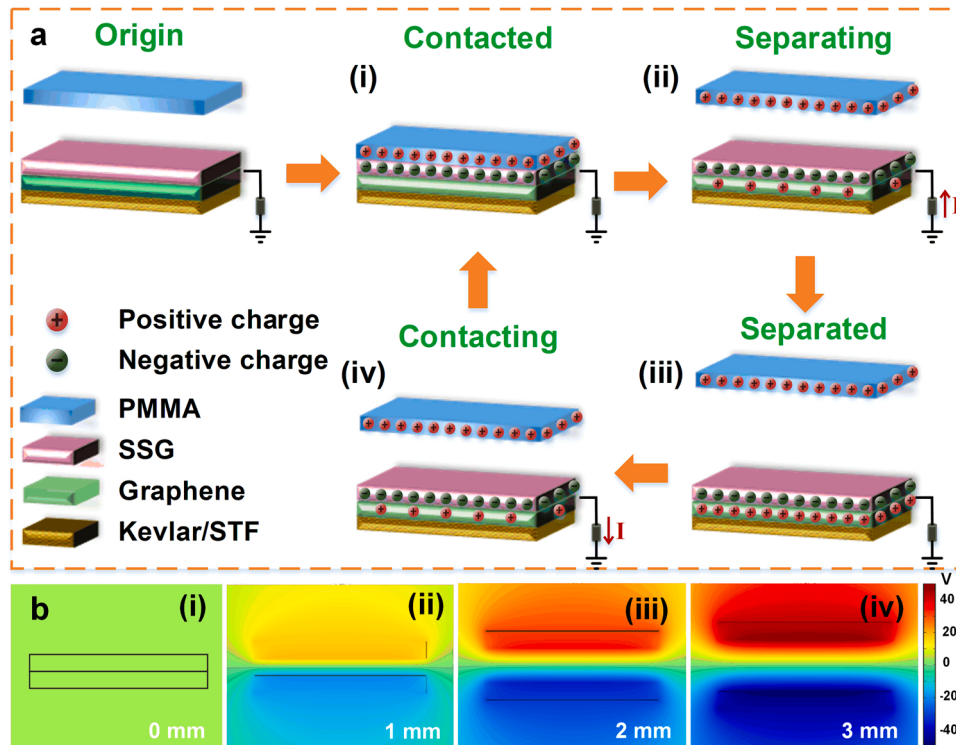 a
Origin
Contacted
Separating
(i)
(ii)
I
Positive charge
Negative charge
PMMA
SSG
Graphene
Kevlar/STF
Contacting
Separated
(iv)
(iii)
I
b
(i)
(ii)
(iii)
(iv)
V
40
20
0
-20
-40
0 mm
1 mm
2 mm
3 mm